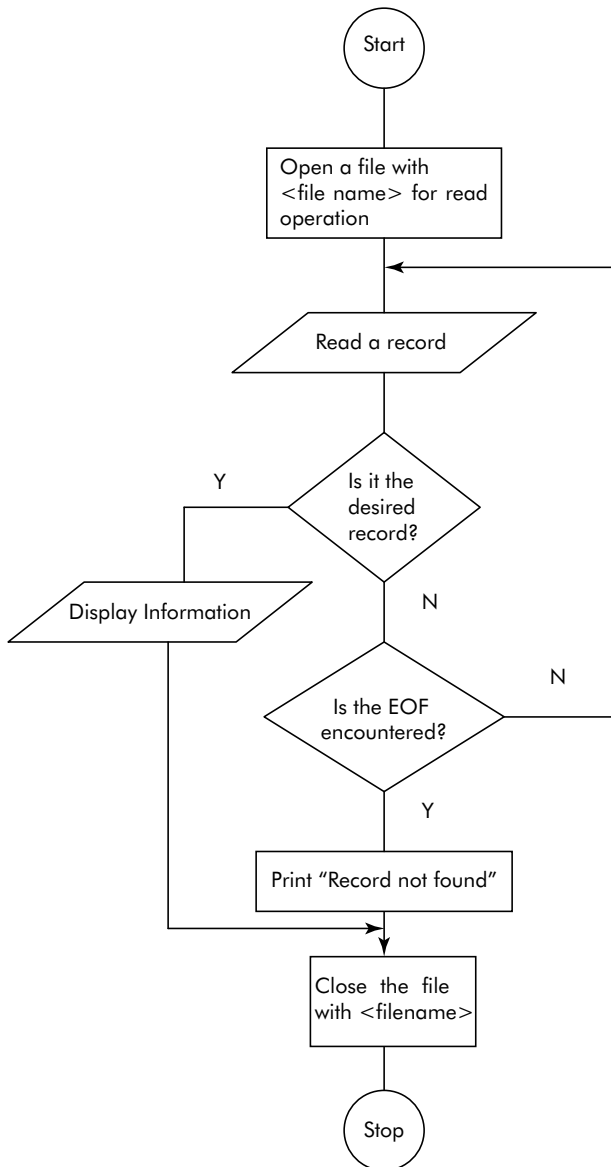 Start
Open a file with
<file name> for read
operation
Read a record
Is it the
desired
record?
Y
Display Information
N
Is the EOF
encountered?
N
Y
Print “Record not found”
Close the file
with <filename>
Stop